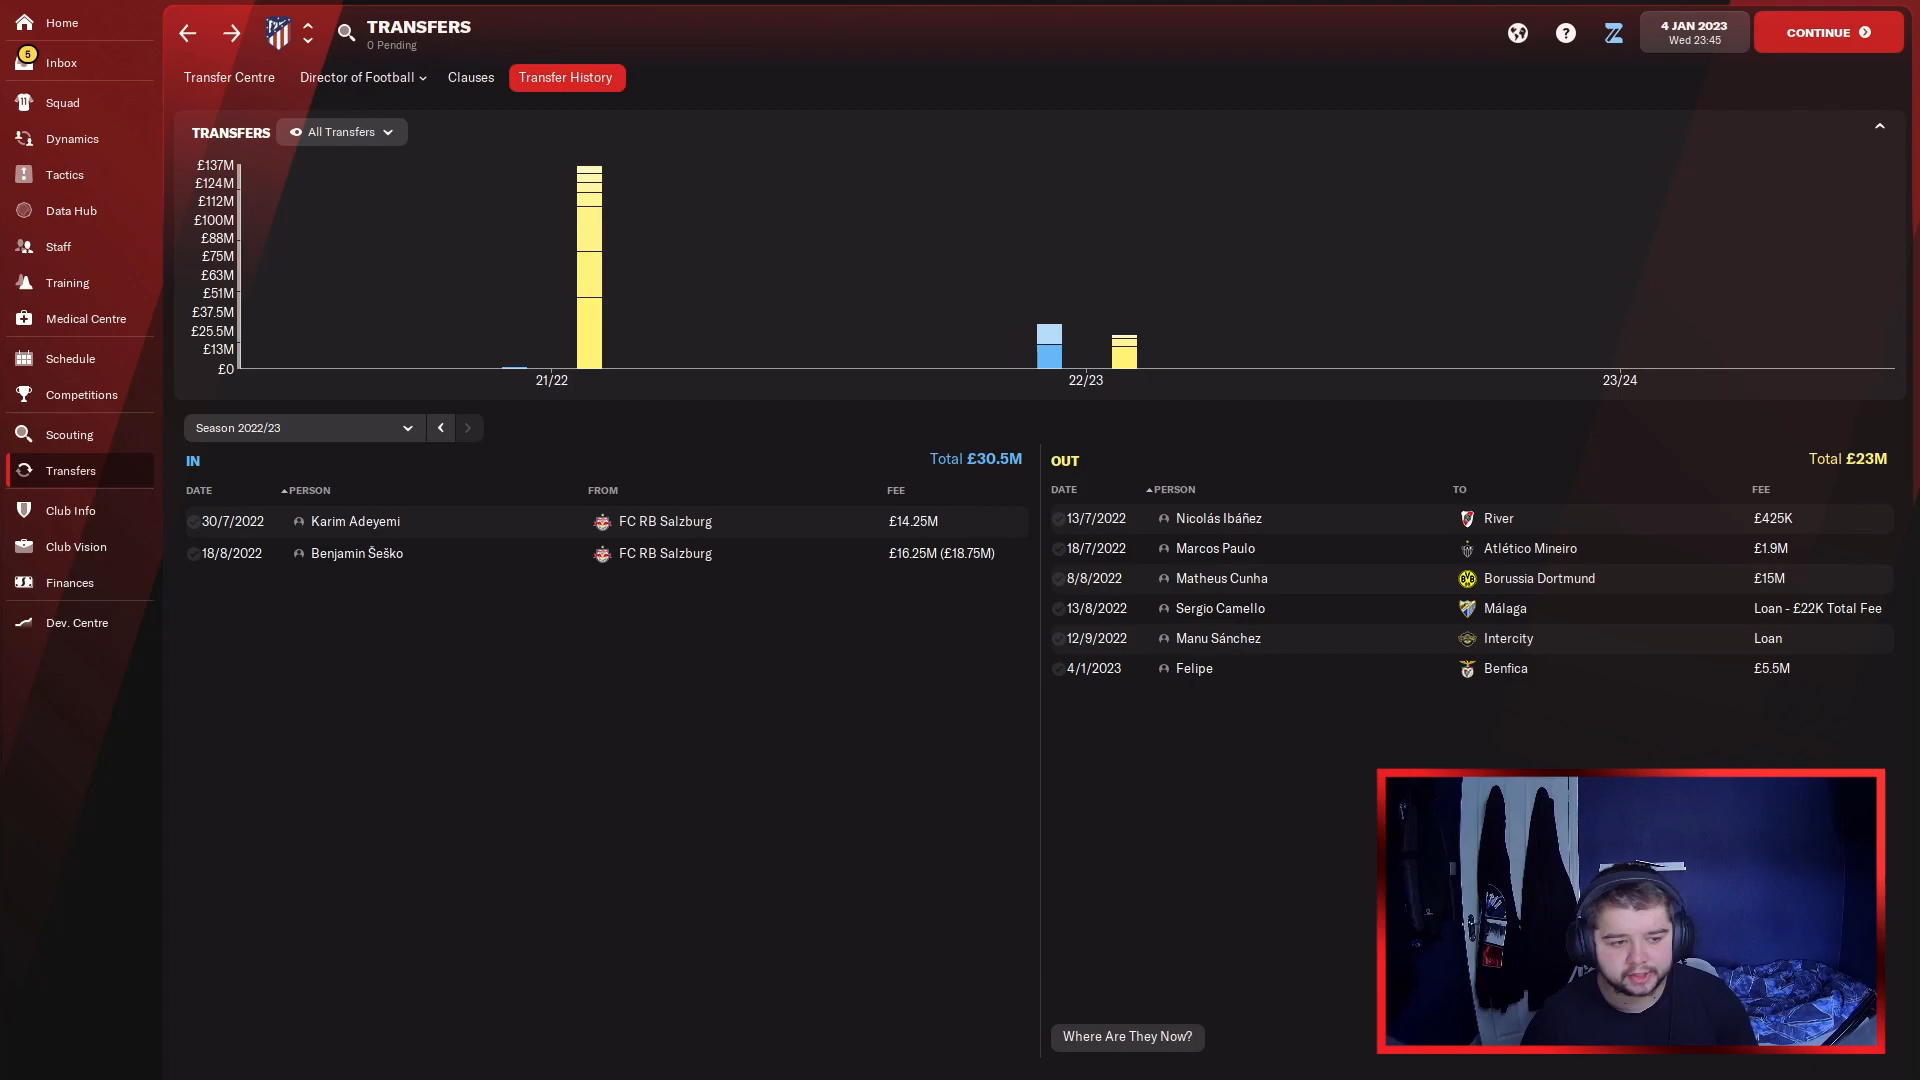 Home
5
Inbox
Squad
Dynamics
Tactics
Data Hub
Staff
Training
Medical Centre
Schedule
Competitions
Scouting
Transfers
Club Info
Club Vision
Finances
Dev. Centre
TRANSFERS
0 Pending
4 JAN 2023
Wed 23:45
CONTINUE
Transfer Centre
Director of Football
Clauses
Transfer History
TRANSFERS
All Transfers
£137M
£124M
£112M
£100M
£88M
£75M
£63M
£51M
£37.5M
£25.5M
£13M
£0
21/22
22/23
23/24
Season 2022/23
IN
Total £30.5M
DATE PERSON FROM FEE
30/7/2022 Karim Adeyemi FC RB Salzburg £14.25M
18/8/2022 Benjamin Šeško FC RB Salzburg £16.25M (£18.75M)
OUT
Total £23M
DATE PERSON TO FEE
13/7/2022 Nicolás Ibáñez River £425K
18/7/2022 Marcos Paulo Atlético Mineiro £1.9M
8/8/2022 Matheus Cunha Borussia Dortmund £15M
13/8/2022 Sergio Camello Málaga Loan - £22K Total Fee
12/9/2022 Manu Sánchez Intercity Loan
4/1/2023 Felipe Benfica £5.5M
Where Are They Now?